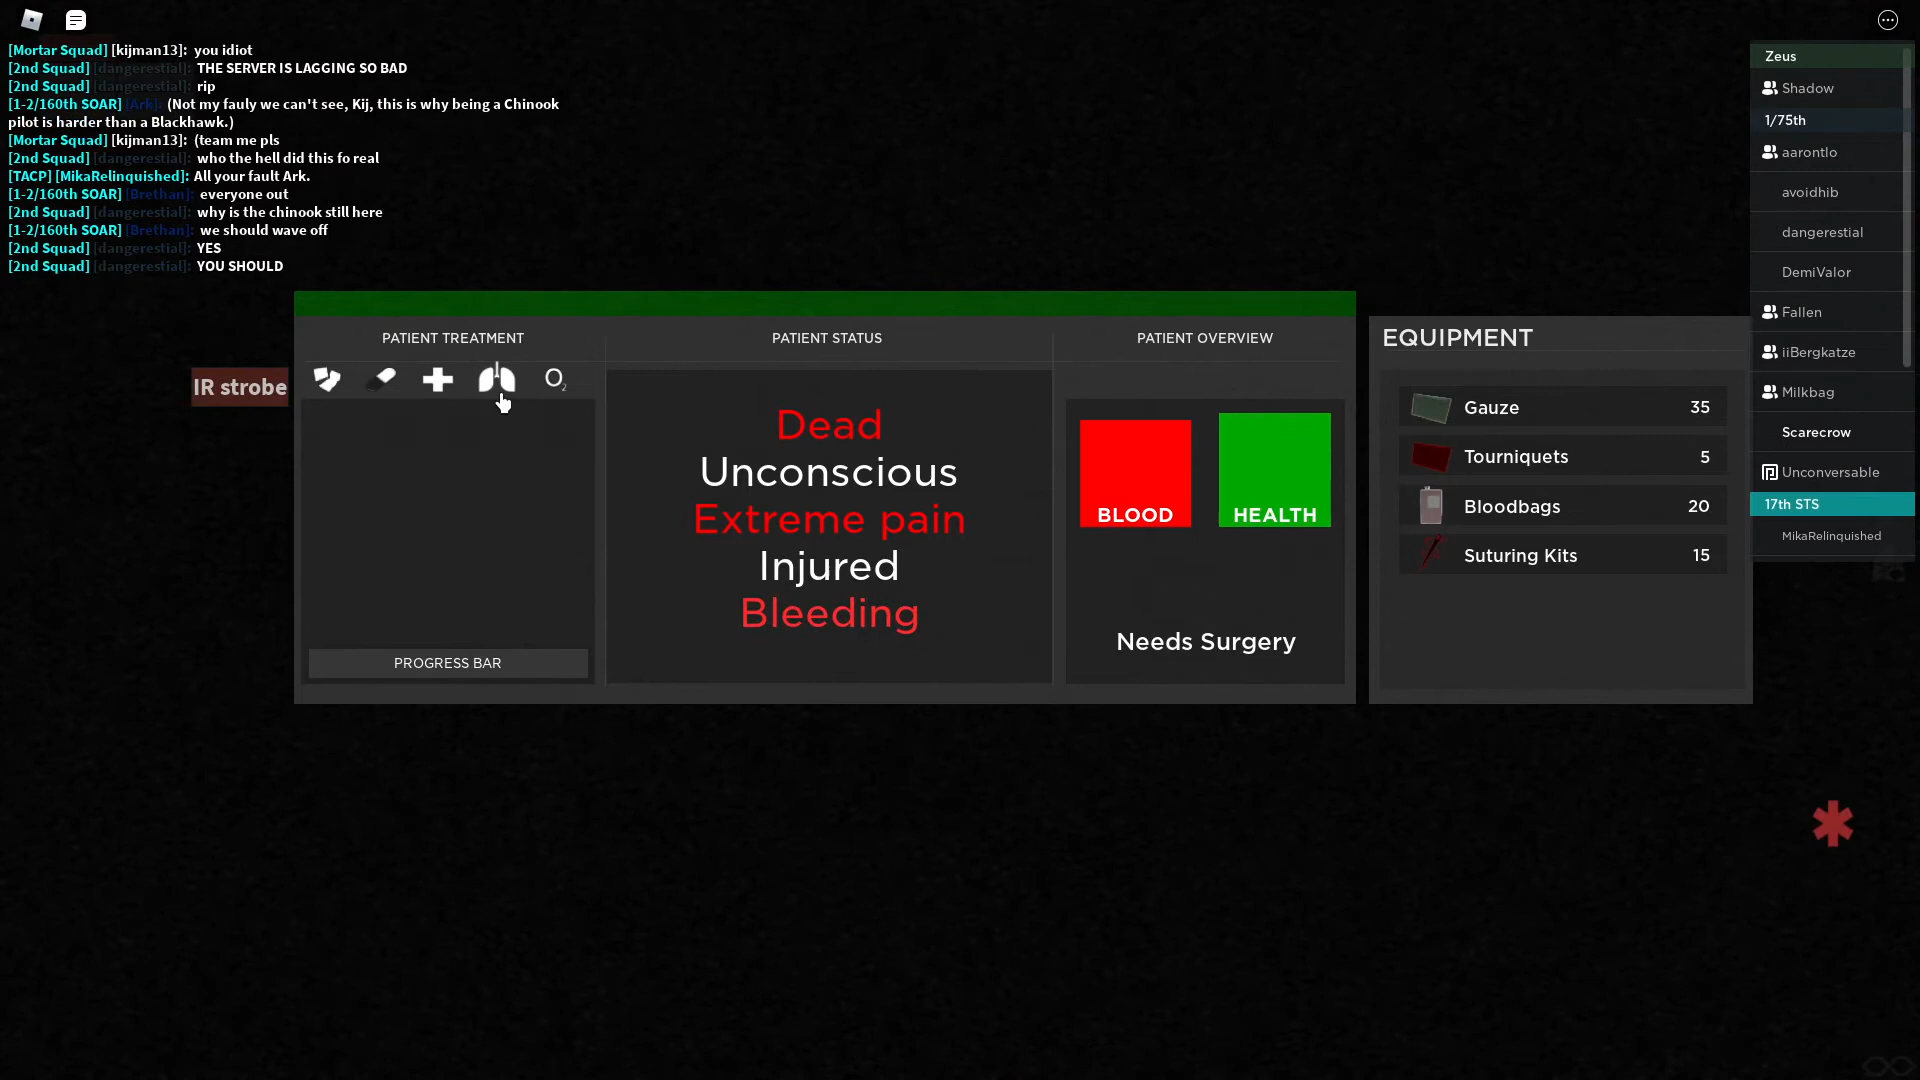 [Mortar Squad] [kijman13]: you idiot
[2nd Squad] [dangerestial]: THE SERVER IS LAGGING SO BAD
[2nd Squad] [dangerestial]: rip
[1-2/160th SOAR] [Ark]: (Not my fauly we can't see, Kij, this is why being a Chinook
pilot is harder than a Blackhawk.)
[Mortar Squad] [kijman13]: (team me pls
[2nd Squad] [dangerestial]: who the hell did this fo real
[TACP] [MikaRelinquished]: All your fault Ark.
[1-2/160th SOAR] [Brethan]: everyone out
[2nd Squad] [dangerestial]: why is the chinook still here
[1-2/160th SOAR] [Brethan]: we should wave off
[2nd Squad] [dangerestial]: YES
[2nd Squad] [dangerestial]: YOU SHOULD
IR strobe
PATIENT TREATMENT
O2
PROGRESS BAR
PATIENT STATUS
Dead
Unconscious
Extreme pain
Injured
Bleeding
PATIENT OVERVIEW
BLOOD
HEALTH
Needs Surgery
EQUIPMENT
Gauze 35
Tourniquets 5
Bloodbags 20
Suturing Kits 15
Zeus
Shadow
1/75th
aarontlo
avoidhib
dangerestial
DemiValor
Fallen
iiBergkatze
Milkbag
Scarecrow
Unconversable
17th STS
MikaRelinquished